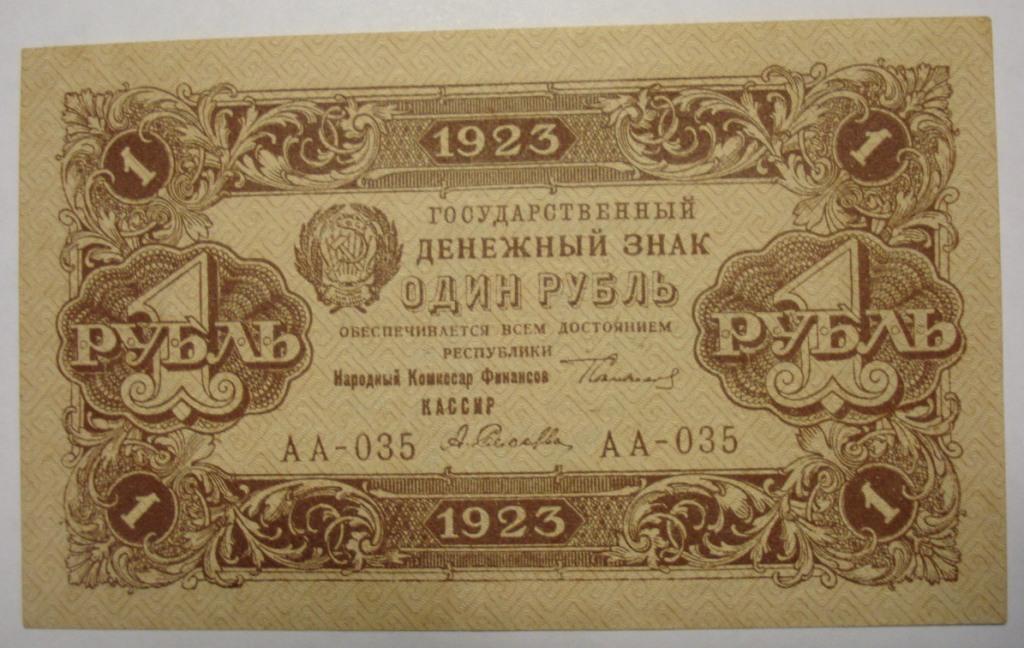 1 1923 1
ГОСУДАРСТВЕННЫЙ
ДЕНЕЖНЫЙ ЗНАК
ОДИН РУБЛЬ
1 РУБЛЬ
1 РУБЛЬ
ОБЕСПЕЧИВАЕТСЯ ВСЕМ ДОСТОЯНИЕМ
РЕСПУБЛИКИ
Народный Комиссар Финансов
КАССИР
АА-035 АА-035
1 1923 1